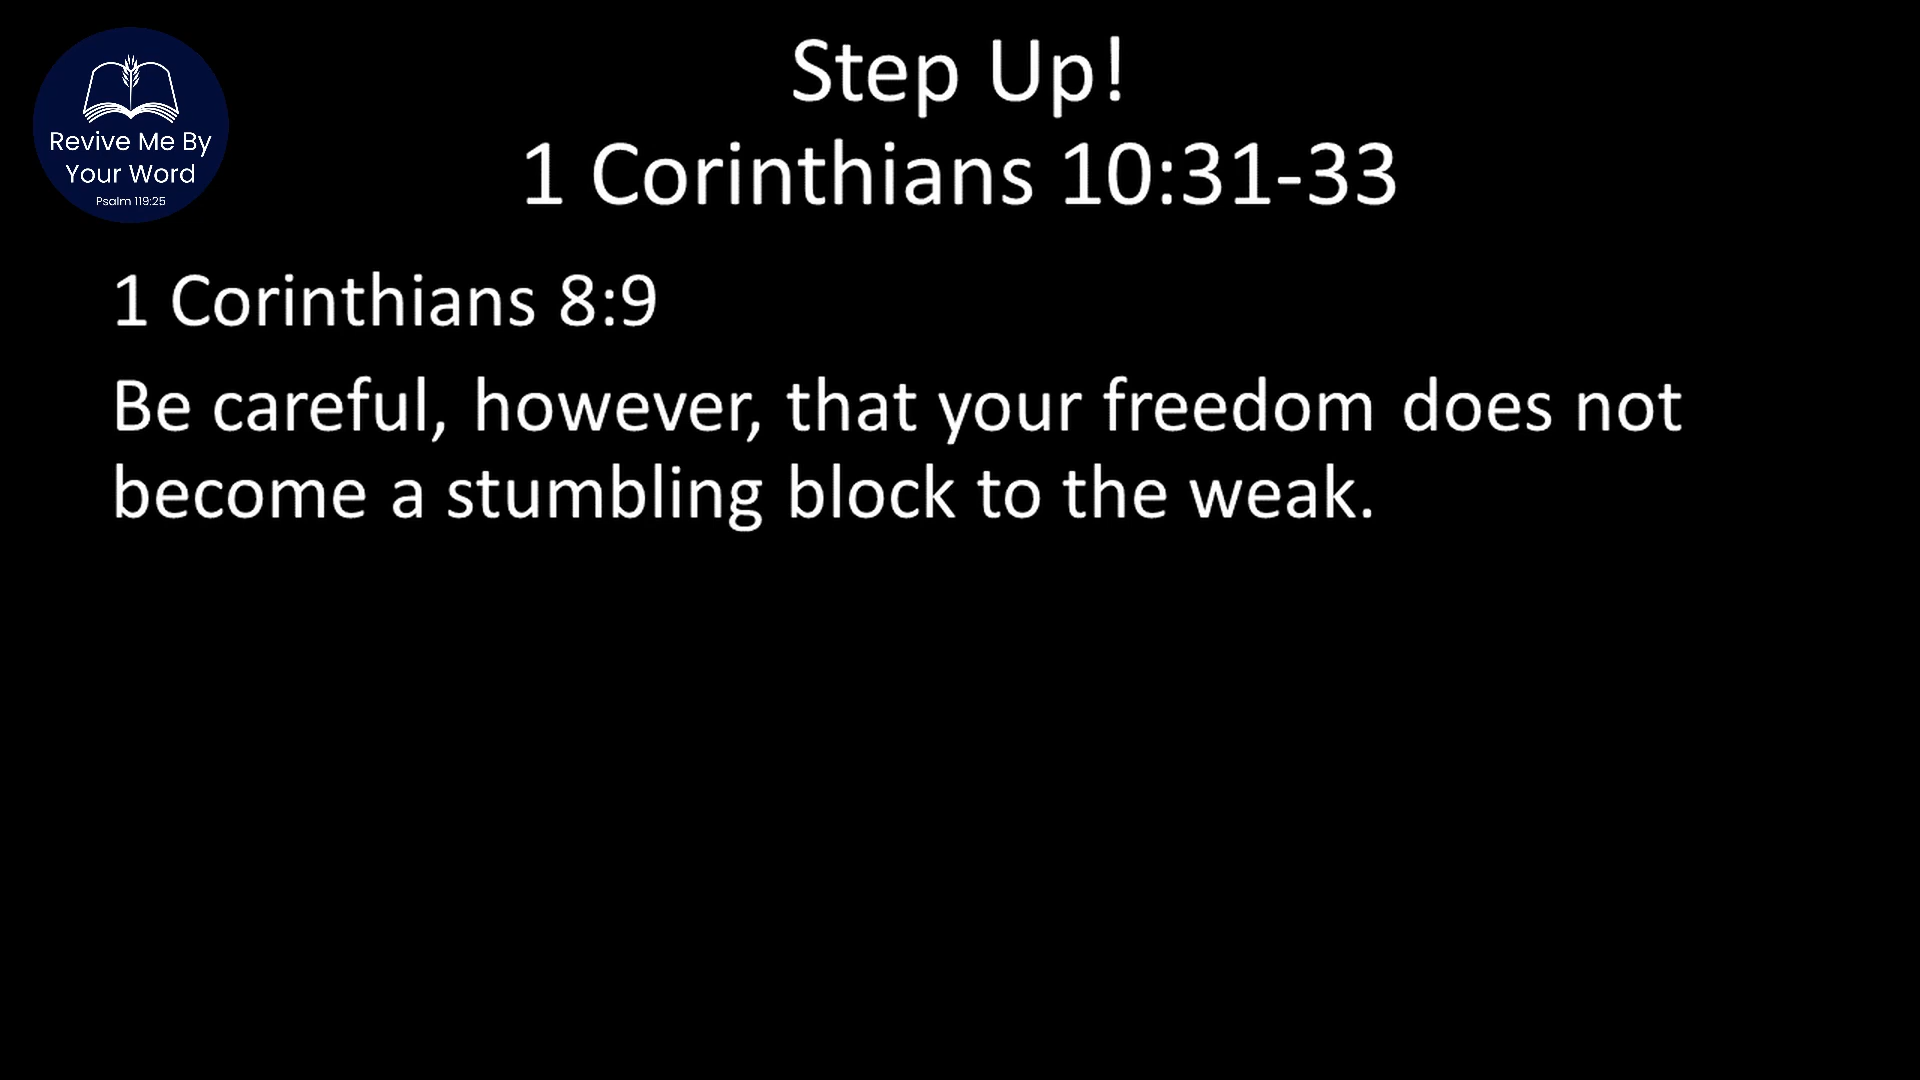 Step Up!
1 Corinthians 10:31-33
Revive Me By
Your Word
Psalm 119:25
1 Corinthians 8:9
Be careful, however, that your freedom does not
become a stumbling block to the weak.